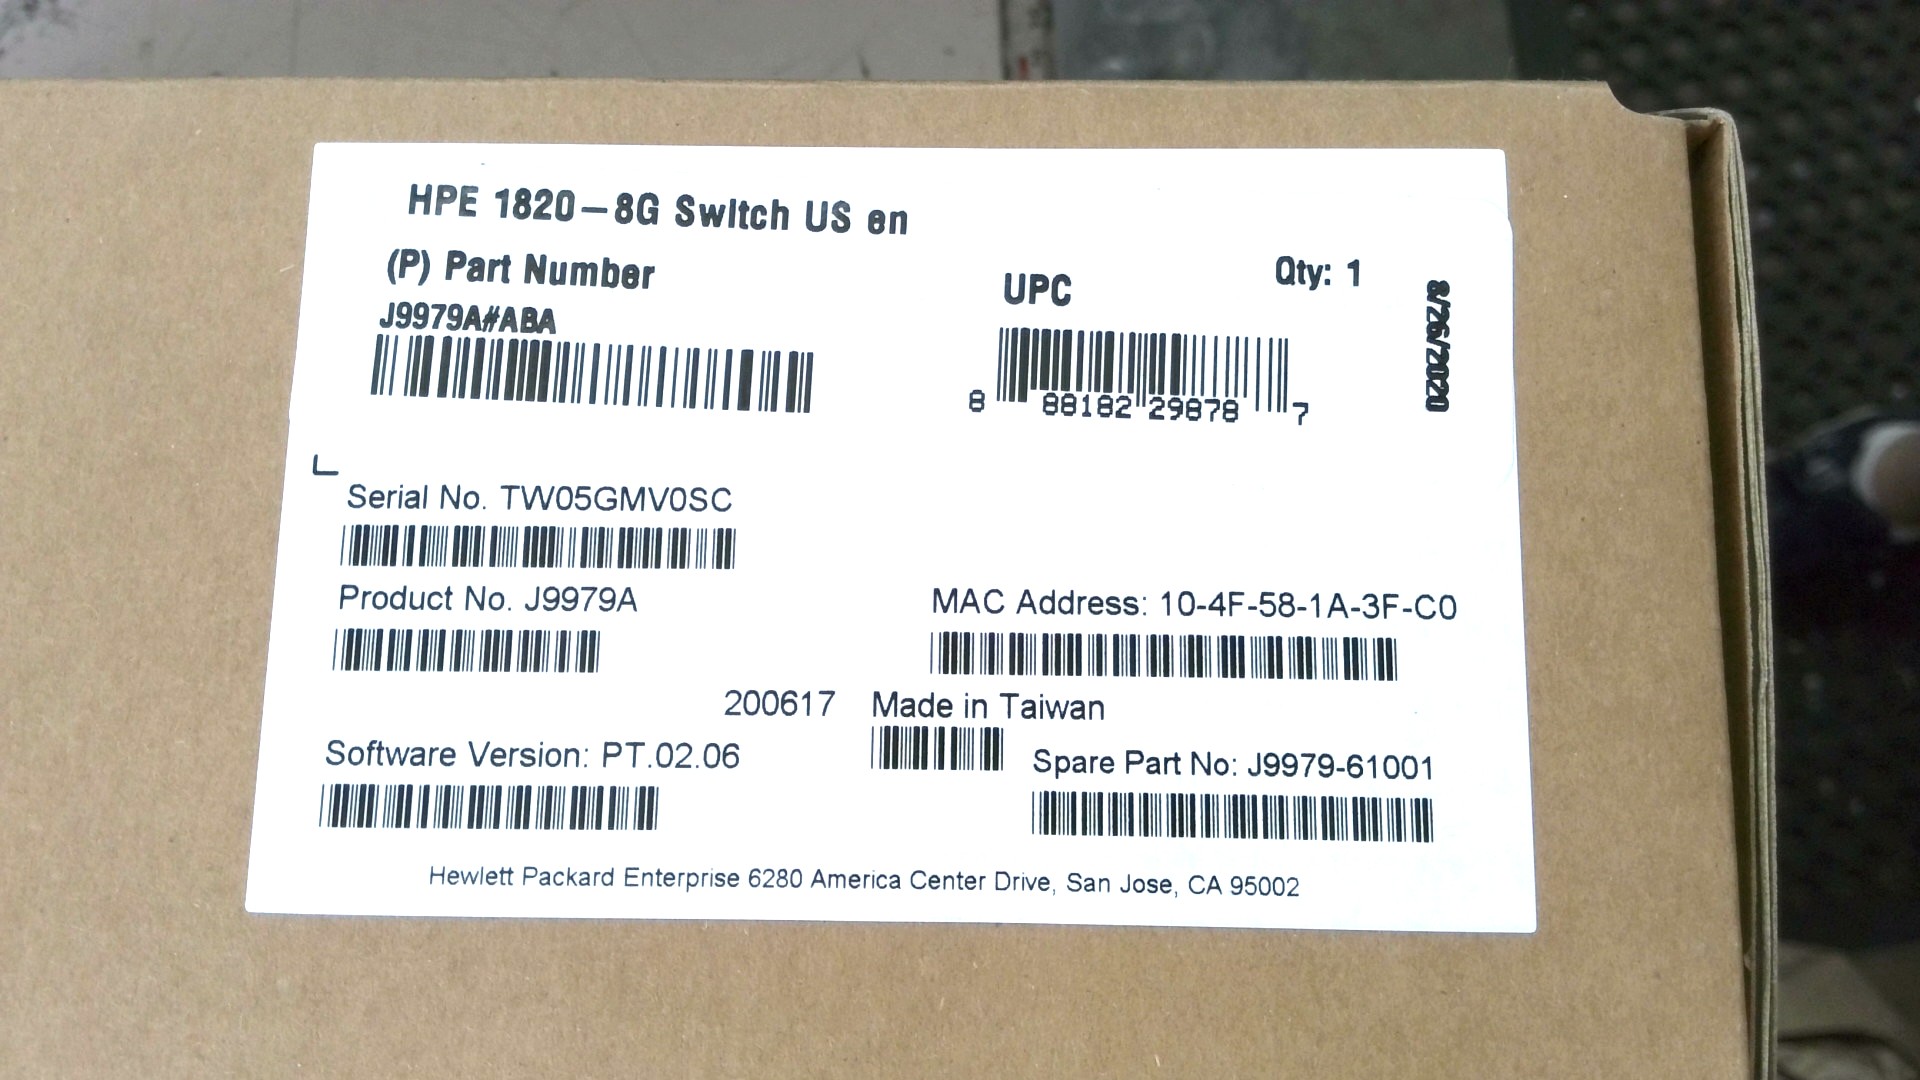 HPE 1820-8G Switch US en
(P) Part Number
J9979A#ABA
UPC
Qty: 1
8/26/2020
8 88182 29878 7
Serial No. TW05GMV0SC
Product No. J9979A
MAC Address: 10-4F-58-1A-3F-C0
200617 Made in Taiwan
Software Version: PT.02.06
Spare Part No: J9979-61001
Hewlett Packard Enterprise 6280 America Center Drive, San Jose, CA 95002